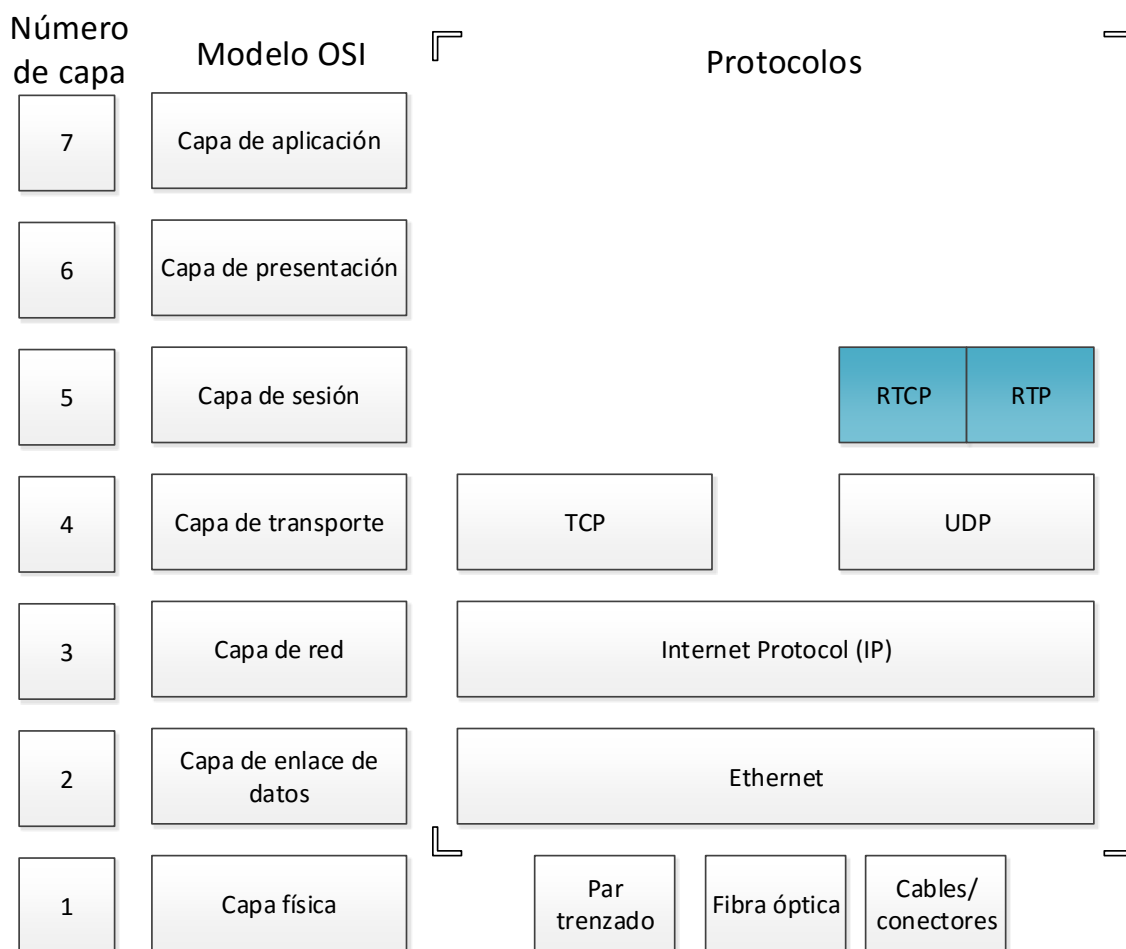 Número
de capa
Modelo OSI
Protocolos
7
Capa de aplicación
6
Capa de presentación
5
Capa de sesión
RTCP
RTP
4
Capa de transporte
TCP
UDP
3
Capa de red
Internet Protocol (IP)
2
Capa de enlace de
datos
Ethernet
1
Capa física
Par
trenzado
Fibra óptica
Cables/
conectores